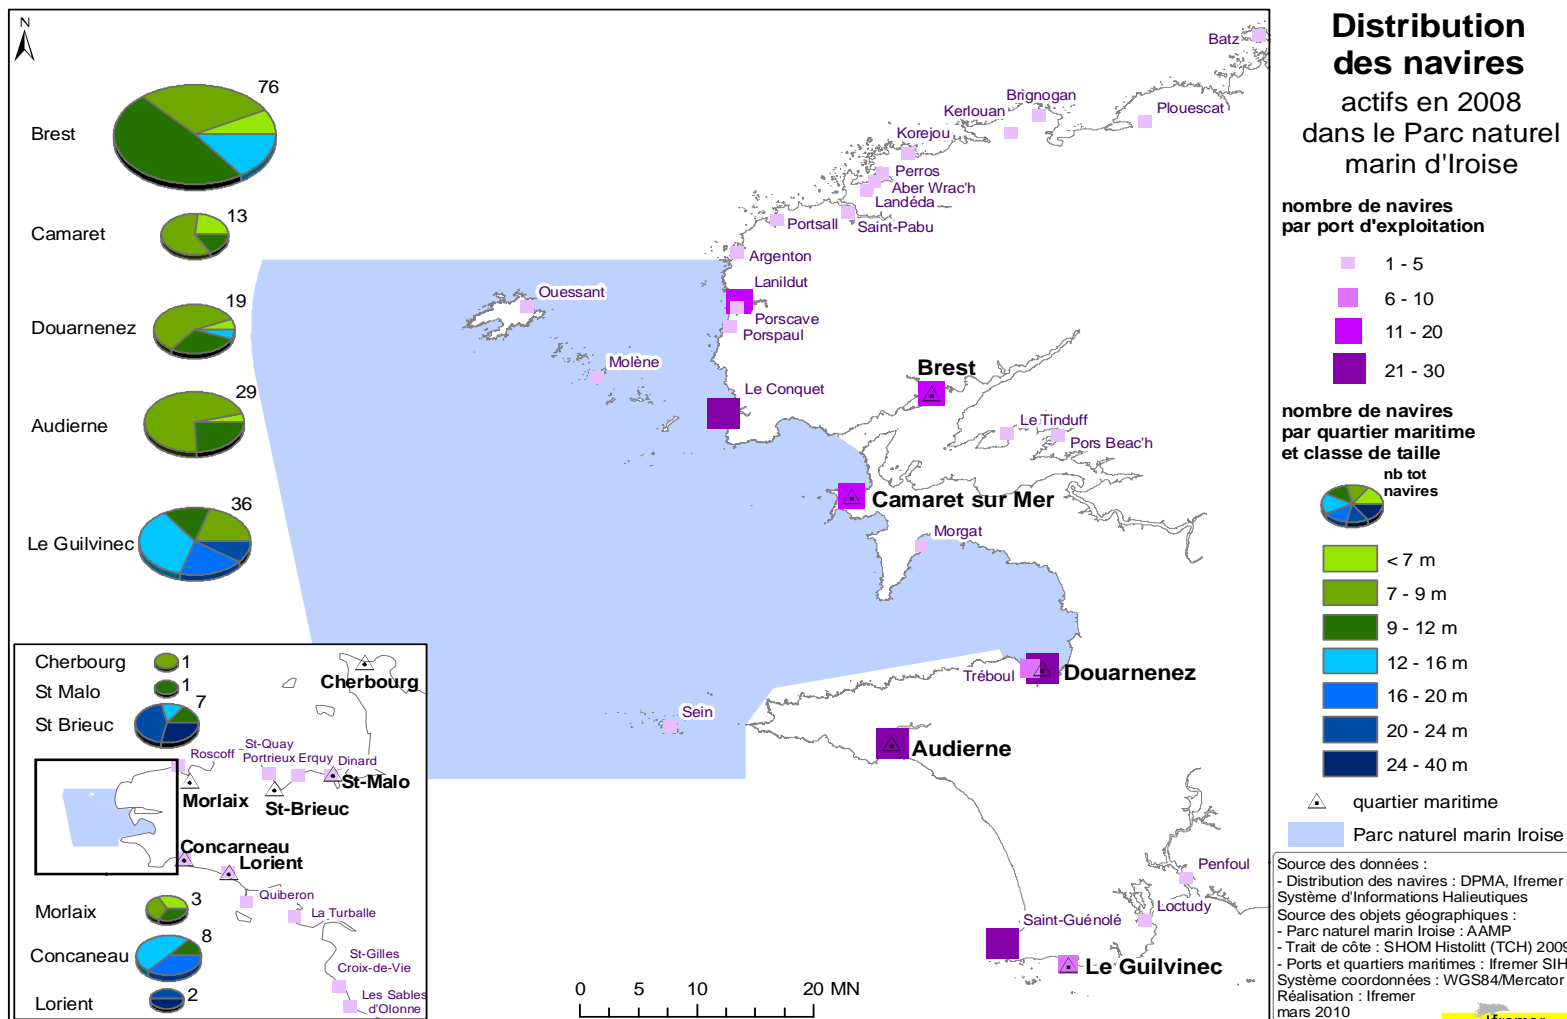 Distribution
des navires
actifs en 2008
dans le Parc naturel
marin d'Iroise
nombre de navires
par port d'exploitation
1 - 5
6 - 10
11 - 20
21 - 30
nombre de navires
par quartier maritime
et classe de taille
nb tot
navires
< 7 m
7 - 9 m
9 - 12 m
12 - 16 m
16 - 20 m
20 - 24 m
24 - 40 m
quartier maritime
Parc naturel marin Iroise
Source des données :
- Distribution des navires : DPMA, Ifremer
Système d'Informations Halieutiques
Source des objets géographiques :
- Parc naturel marin Iroise : AAMP
- Trait de côte : SHOM Histolitt (TCH) 2009
- Ports et quartiers maritimes : Ifremer SIH
Système coordonnées : WGS84/Mercator
Réalisation : Ifremer
mars 2010
N
Brest
76
Camaret
13
Douarnenez
19
Audierne
29
Le Guilvinec
36
Batz
Plouescat
Brignogan
Kerlouan
Korejou
Perros
Aber Wrac'h
Landéda
Saint-Pabu
Portsall
Argenton
Lanildut
Porscave
Porspaul
Ouessant
Molène
Le Conquet
Brest
Le Tinduff
Pors Beac'h
Camaret sur Mer
Morgat
Tréboul
Douarnenez
Sein
Audierne
Penfoul
Loctudy
Saint-Guénolé
Le Guilvinec
0 5 10 20 MN
Cherbourg
1
St Malo
1
St Brieuc
7
Cherbourg
Roscoff
St-Quay
Portrieux
Erquy
Dinard
St-Malo
Morlaix
St-Brieuc
Concarneau
Lorient
Quiberon
La Turballe
St-Gilles
Croix-de-Vie
Les Sables
d'Olonne
Morlaix
3
Concaneau
8
Lorient
2